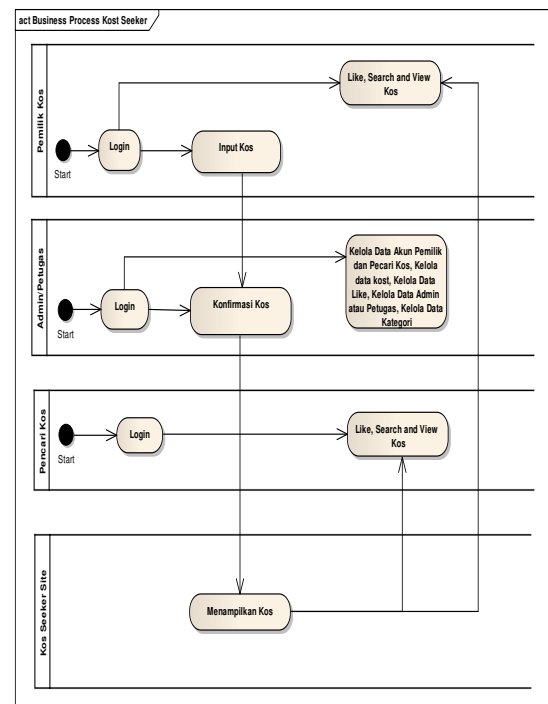 act Business Process Kost Seeker
Pemilik Kos
Like, Search and View
Kos
Login
Input Kos
Start
Admin/Petugas
Kelola Data Akun Pemilik
dan Pecari Kos, Kelola
data kost, Kelola Data
Like, Kelola Data Admin
atau Petugas, Kelola Data
Kategori
Login
Konfirmasi Kos
Start
Pencari Kos
Like, Search and View
Kos
Login
Start
Kos Seeker Site
Menampilkan Kos